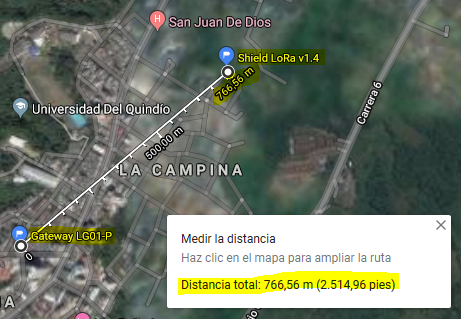 San Juan De Dios
Shield LoRa v1.4
766,56 m
Carrera 6
Universidad Del Quindío
500,00 m
LA CAMPINA
Gateway LG01-P
0
Medir la distancia
Haz clic en el mapa para ampliar la ruta
Distancia total: 766,56 m (2.514,96 pies)